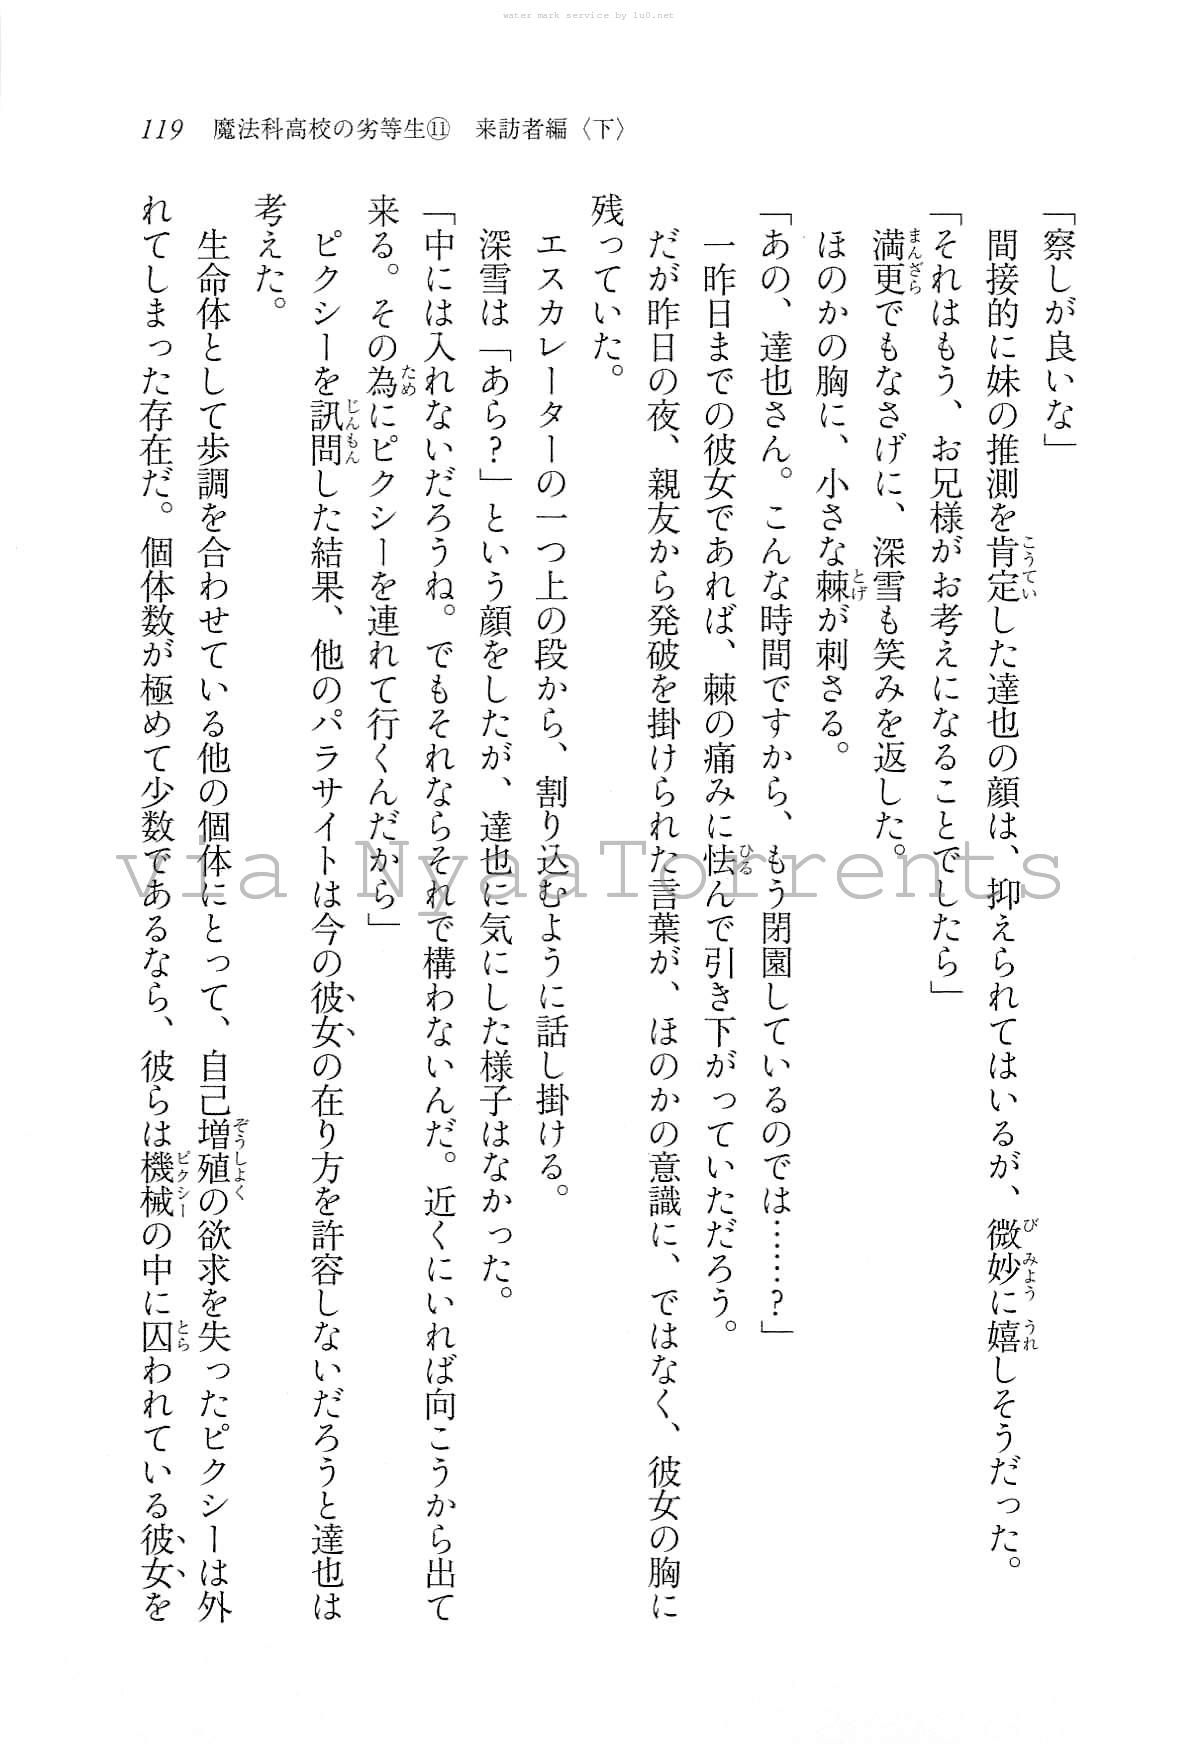 water mark service by lu0.net
119　魔法科高校の劣等生⑪　来訪者編〈下〉
「察しが良いな」
　間接的に妹の推測を肯定した達也の顔は、抑えられてはいるが、微妙に嬉しそうだった。
「それはもう、お兄様がお考えになることでしたら」
　満更でもなさげに、深雪も笑みを返した。
　ほのかの胸に、小さな棘が刺さる。
「あの、達也さん。こんな時間ですから、もう閉園しているのでは……？」
　一昨日までの彼女であれば、棘の痛みに怯んで引き下がっていただろう。
　だが昨日の夜、親友から発破を掛けられた言葉が、ほのかの意識に、ではなく、彼女の胸に
残っていた。
　エスカレーターの一つ上の段から、割り込むように話し掛ける。
　深雪は「あら？」という顔をしたが、達也に気にした様子はなかった。
「中には入れないだろうね。でもそれならそれで構わないんだ。近くにいれば向こうから出て
来る。その為にピクシーを連れて行くんだから」
　ピクシーを訊問した結果、他のパラサイトは今の彼女の在り方を許容しないだろうと達也は
考えた。
　生命体として歩調を合わせている他の個体にとって、自己増殖の欲求を失ったピクシーは外
れてしまった存在だ。個体数が極めて少数であるなら、彼らは機械の中に囚われている彼女を
via NyaaTorrents